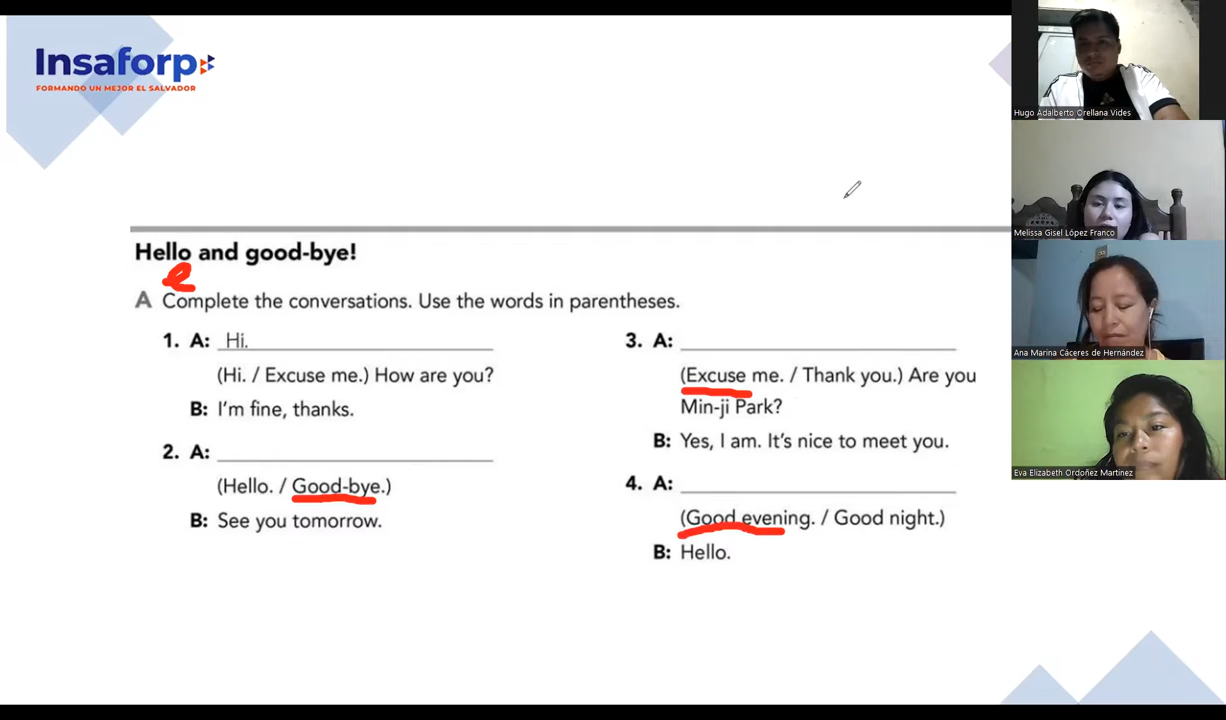 Insaforp
FORMANDO UN MEJOR EL SALVADOR
Hello and good-bye!
e
A Complete the conversations. Use the words in parentheses.
1. A: Hi.
(Hi. / Excuse me.) How are you?
B: I'm fine, thanks.
2. A:
(Hello. / Good-bye.)
B: See you tomorrow.
3. A:
(Excuse me. / Thank you.) Are you
Min-ji Park?
B: Yes, I am. It's nice to meet you.
4. A:
(Good evening. / Good night.)
B: Hello.
Hugo Adalberto Orellana Vides
Melissa Gisel López Franco
Ana Marina Cáceres de Hernández
Eva Elizabeth Ordoñez Martinez